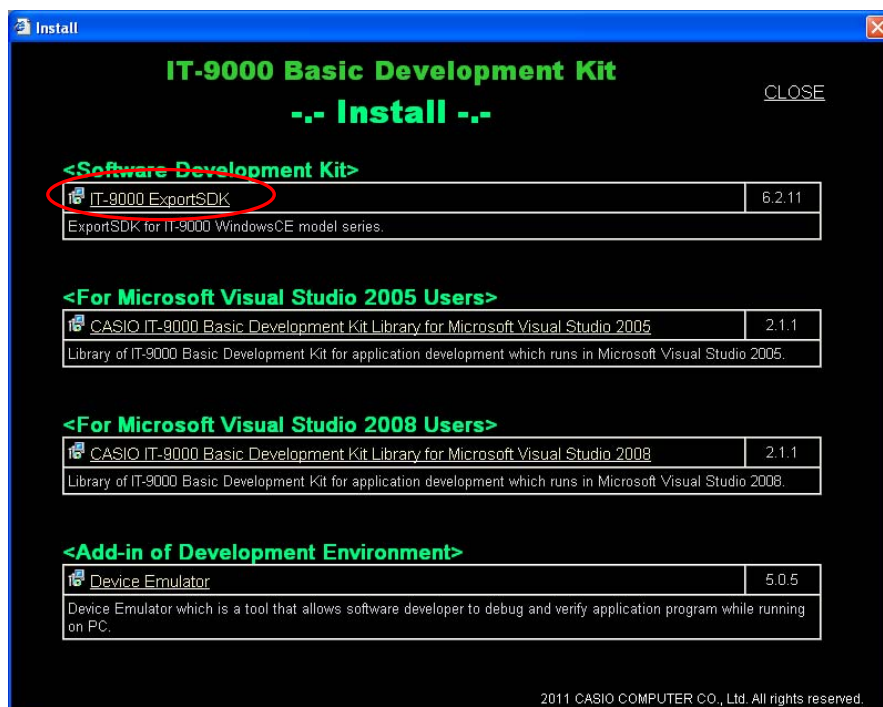 Install
IT-9000 Basic Development Kit
CLOSE
-.- Install -.-
<Software Development Kit>
IT-9000 ExportSDK 6.2.11
ExportSDK for IT-9000 WindowsCE model series.
<For Microsoft Visual Studio 2005 Users>
CASIO IT-9000 Basic Development Kit Library for Microsoft Visual Studio 2005 2.1.1
Library of IT-9000 Basic Development Kit for application development which runs in Microsoft Visual Studio 2005.
<For Microsoft Visual Studio 2008 Users>
CASIO IT-9000 Basic Development Kit Library for Microsoft Visual Studio 2008 2.1.1
Library of IT-9000 Basic Development Kit for application development which runs in Microsoft Visual Studio 2008.
<Add-in of Development Environment>
Device Emulator 5.0.5
Device Emulator which is a tool that allows software developer to debug and verify application program while running
on PC.
2011 CASIO COMPUTER CO., Ltd. All rights reserved.